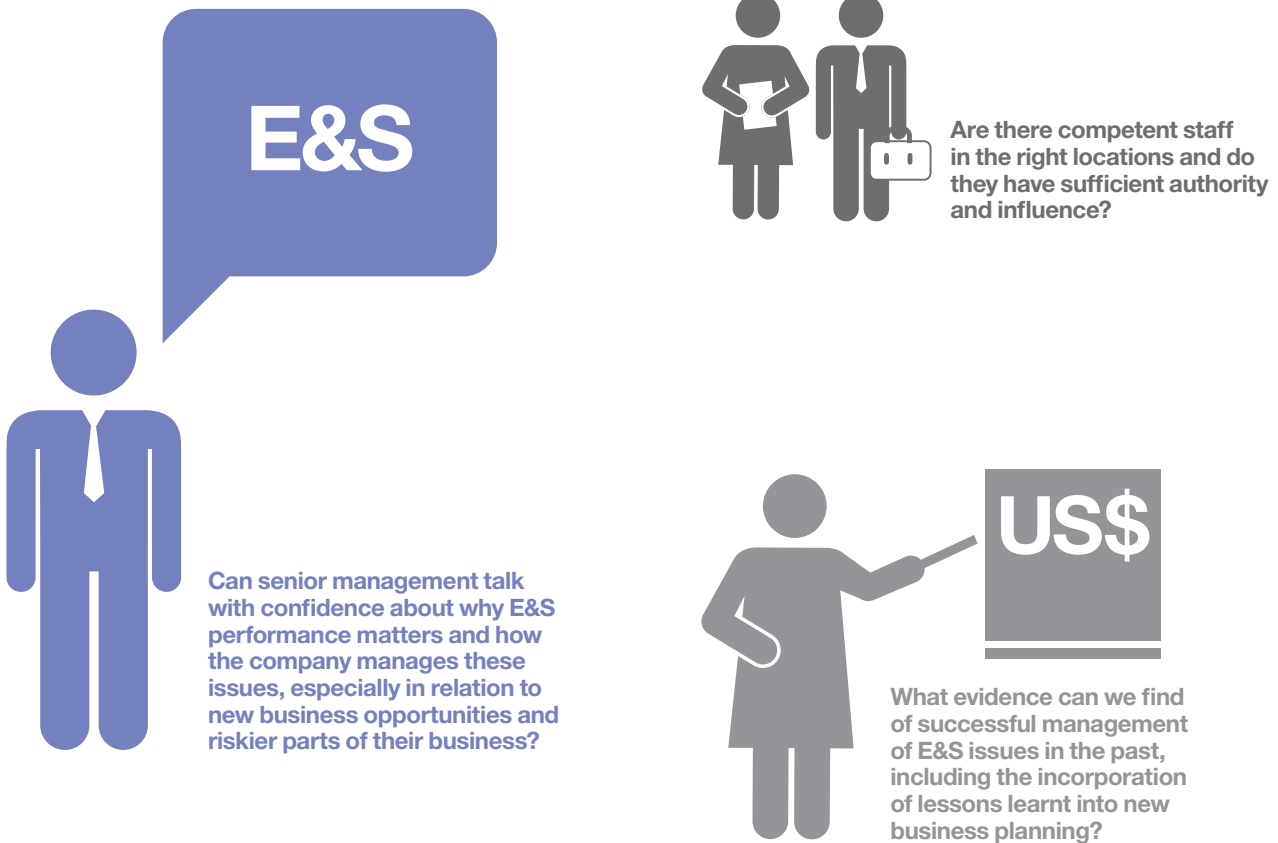 E&S
Can senior management talk
with confidence about why E&S
performance matters and how
the company manages these
issues, especially in relation to
new business opportunities and
riskier parts of their business?
Are there competent staff
in the right locations and do
they have sufficient authority
and influence?
US$
What evidence can we find
of successful management
of E&S issues in the past,
including the incorporation
of lessons learnt into new
business planning?